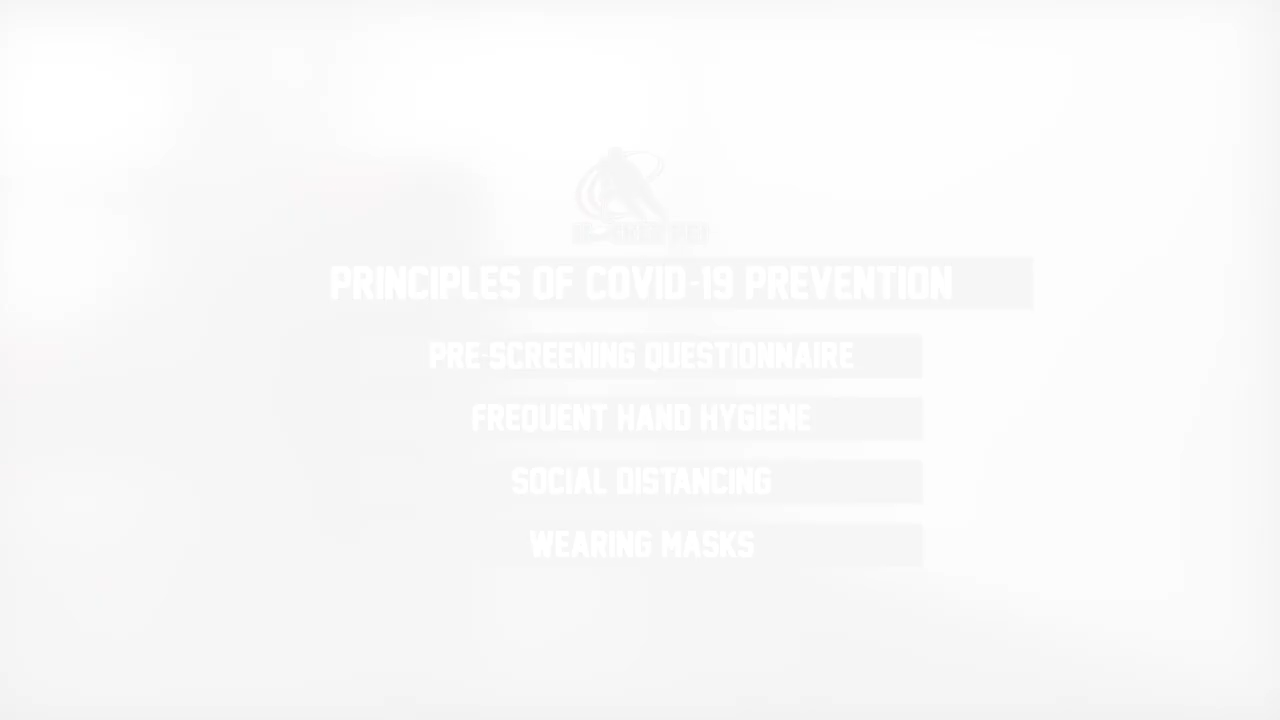 PRINCIPLES OF COVID-19 PREVENTION
PRE-SCREENING QUESTIONNAIRE
FREQUENT HAND HYGIENE
SOCIAL DISTANCING
WEARING MASKS